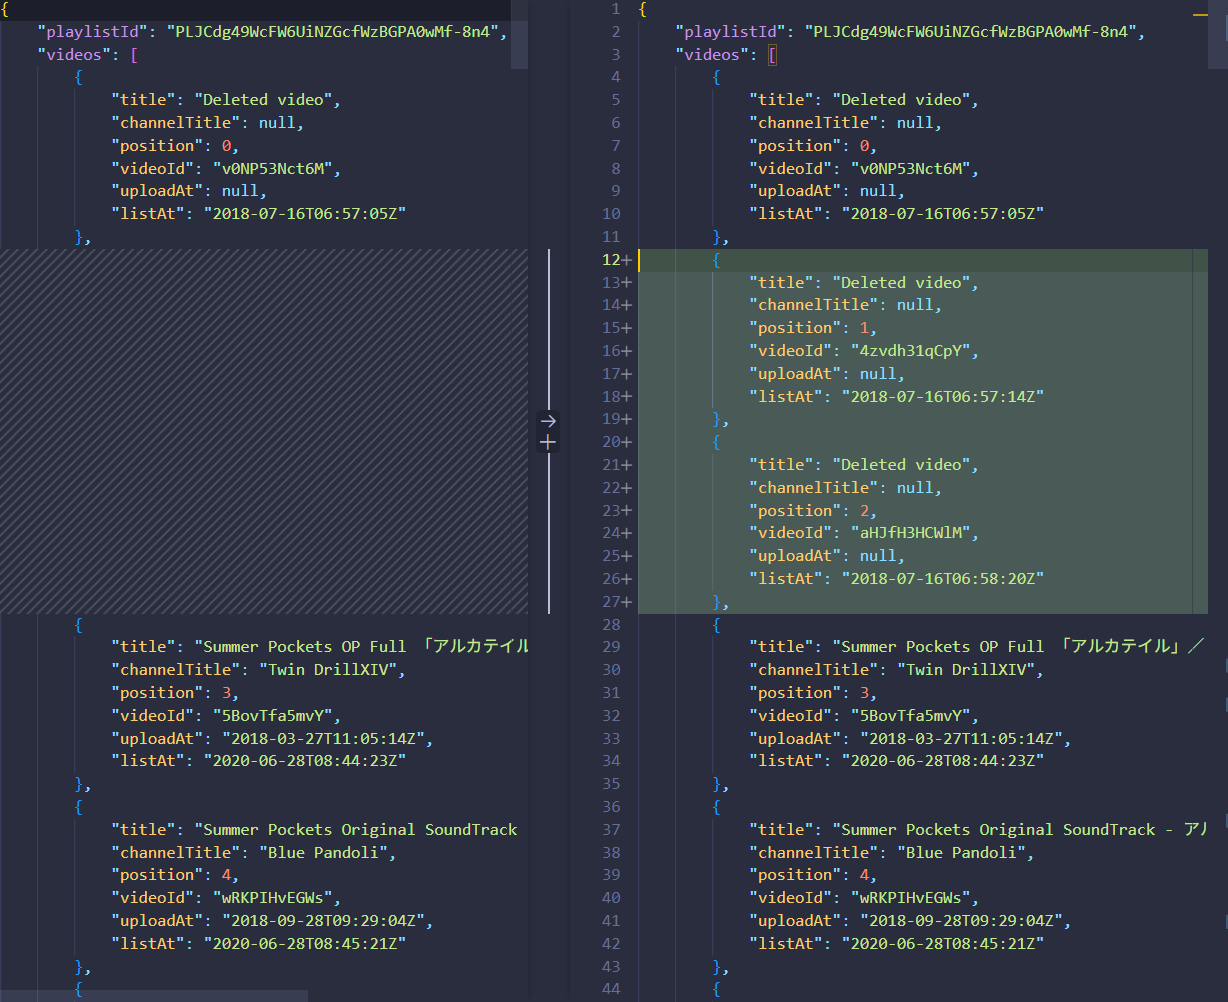 {
    "playlistId": "PLJCdg49WcFW6UiNZGcfWzBGPA0wMf-8n4",
    "videos": [
        {
            "title": "Deleted video",
            "channelTitle": null,
            "position": 0,
            "videoId": "v0NP53Nct6M",
            "uploadAt": null,
            "listAt": "2018-07-16T06:57:05Z"
        },
        {
            "title": "Summer Pockets OP Full 「アルカテイル
            "channelTitle": "Twin DrillXIV",
            "position": 3,
            "videoId": "5BovTfa5mvY",
            "uploadAt": "2018-03-27T11:05:14Z",
            "listAt": "2020-06-28T08:44:23Z"
        },
        {
            "title": "Summer Pockets Original SoundTrack
            "channelTitle": "Blue Pandoli",
            "position": 4,
            "videoId": "wRKPIHvEGWs",
            "uploadAt": "2018-09-28T09:29:04Z",
            "listAt": "2020-06-28T08:45:21Z"
        },
        {
1 {
2     "playlistId": "PLJCdg49WcFW6UiNZGcfWzBGPA0wMf-8n4",
3     "videos": [
4         {
5             "title": "Deleted video",
6             "channelTitle": null,
7             "position": 0,
8             "videoId": "v0NP53Nct6M",
9             "uploadAt": null,
10             "listAt": "2018-07-16T06:57:05Z"
11         },
12+         {
13+             "title": "Deleted video",
14+             "channelTitle": null,
15+             "position": 1,
16+             "videoId": "4zvdh31qCpY",
17+             "uploadAt": null,
18+             "listAt": "2018-07-16T06:57:14Z"
19+         },
20+         {
21+             "title": "Deleted video",
22+             "channelTitle": null,
23+             "position": 2,
24+             "videoId": "aHJfH3HCWlM",
25+             "uploadAt": null,
26+             "listAt": "2018-07-16T06:58:20Z"
27+         },
28         {
29             "title": "Summer Pockets OP Full 「アルカテイル」／
30             "channelTitle": "Twin DrillXIV",
31             "position": 3,
32             "videoId": "5BovTfa5mvY",
33             "uploadAt": "2018-03-27T11:05:14Z",
34             "listAt": "2020-06-28T08:44:23Z"
35         },
36         {
37             "title": "Summer Pockets Original SoundTrack - アル
38             "channelTitle": "Blue Pandoli",
39             "position": 4,
40             "videoId": "wRKPIHvEGWs",
41             "uploadAt": "2018-09-28T09:29:04Z",
42             "listAt": "2020-06-28T08:45:21Z"
43         },
44         {